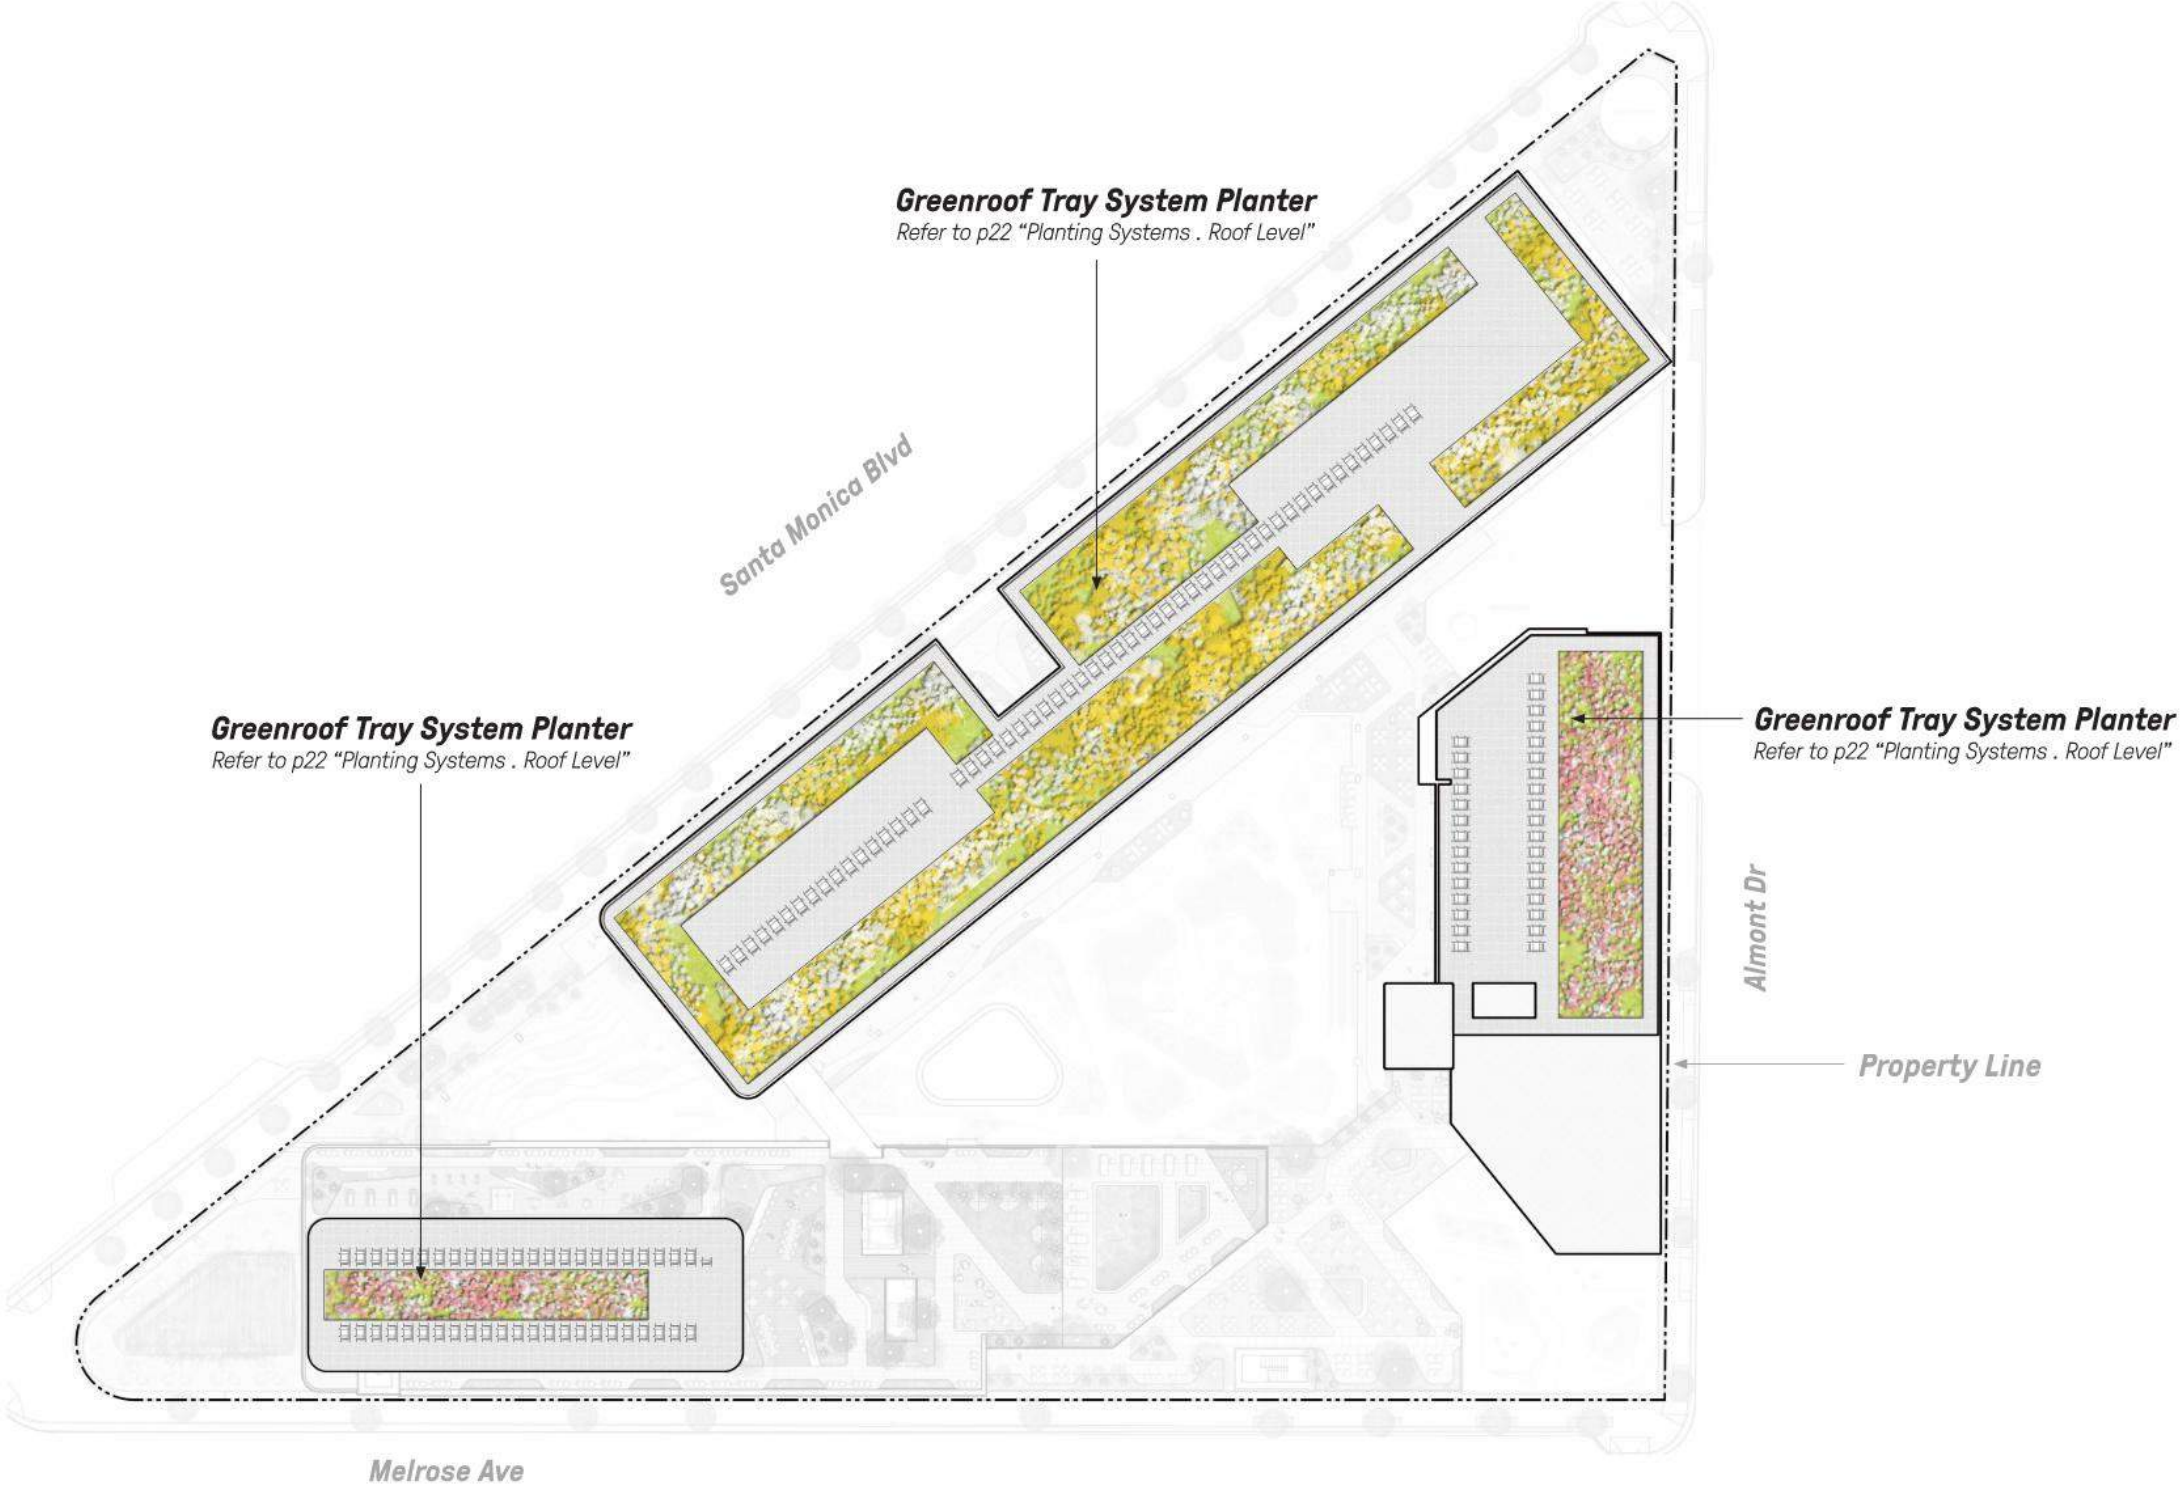 Greenroof Tray System Planter
Refer to p22 “Planting Systems . Roof Level”
Santa Monica Blvd
Greenroof Tray System Planter
Refer to p22 “Planting Systems . Roof Level”
Greenroof Tray System Planter
Refer to p22 “Planting Systems . Roof Level”
Almont Dr
Property Line
Melrose Ave